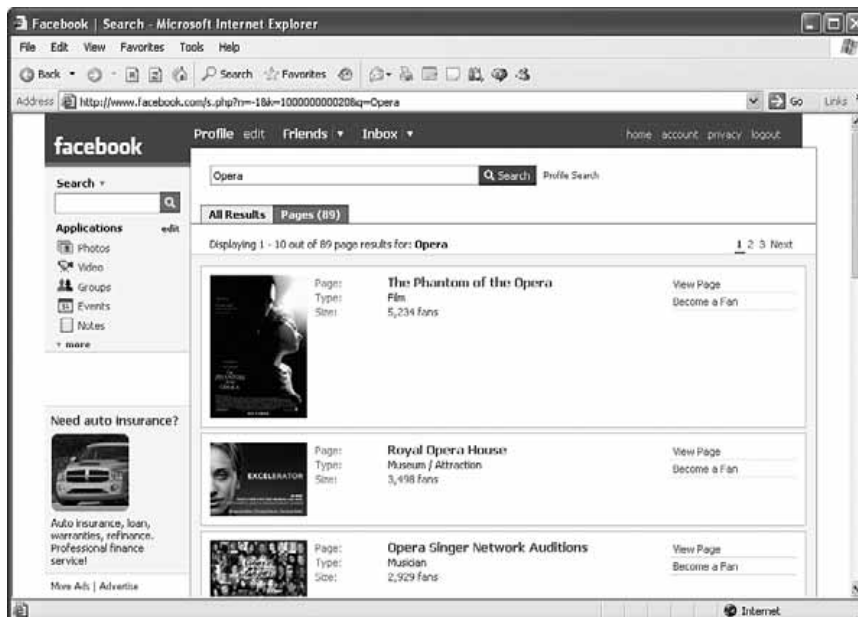 Facebook | Search - Microsoft Internet Explorer
File Edit View Favorites Tools Help
Back Search Favorites
Address http://www.facebook.com/s.php?n=-1&k=100000000020&q=Opera Go Links
facebook
Profile edit Friends Inbox home account privacy logout
Search
Opera Search Profile Search
All Results Pages (89)
Applications edit
Displaying 1 - 10 out of 89 page results for: Opera 1 2 3 Next
Photos
Video
Groups
Events
Notes
more
Page: The Phantom of the Opera View Page
Type: Film Become a Fan
Size: 5,234 fans
Need auto insurance?
Auto insurance, loan,
warranties, refinance.
Professional finance
service!
More Ads | Advertise
EXCELERATOR
Page: Royal Opera House View Page
Type: Museum / Attraction Become a Fan
Size: 3,498 fans
Page: Opera Singer Network Auditions View Page
Type: Musician Become a Fan
Size: 2,929 fans
Internet